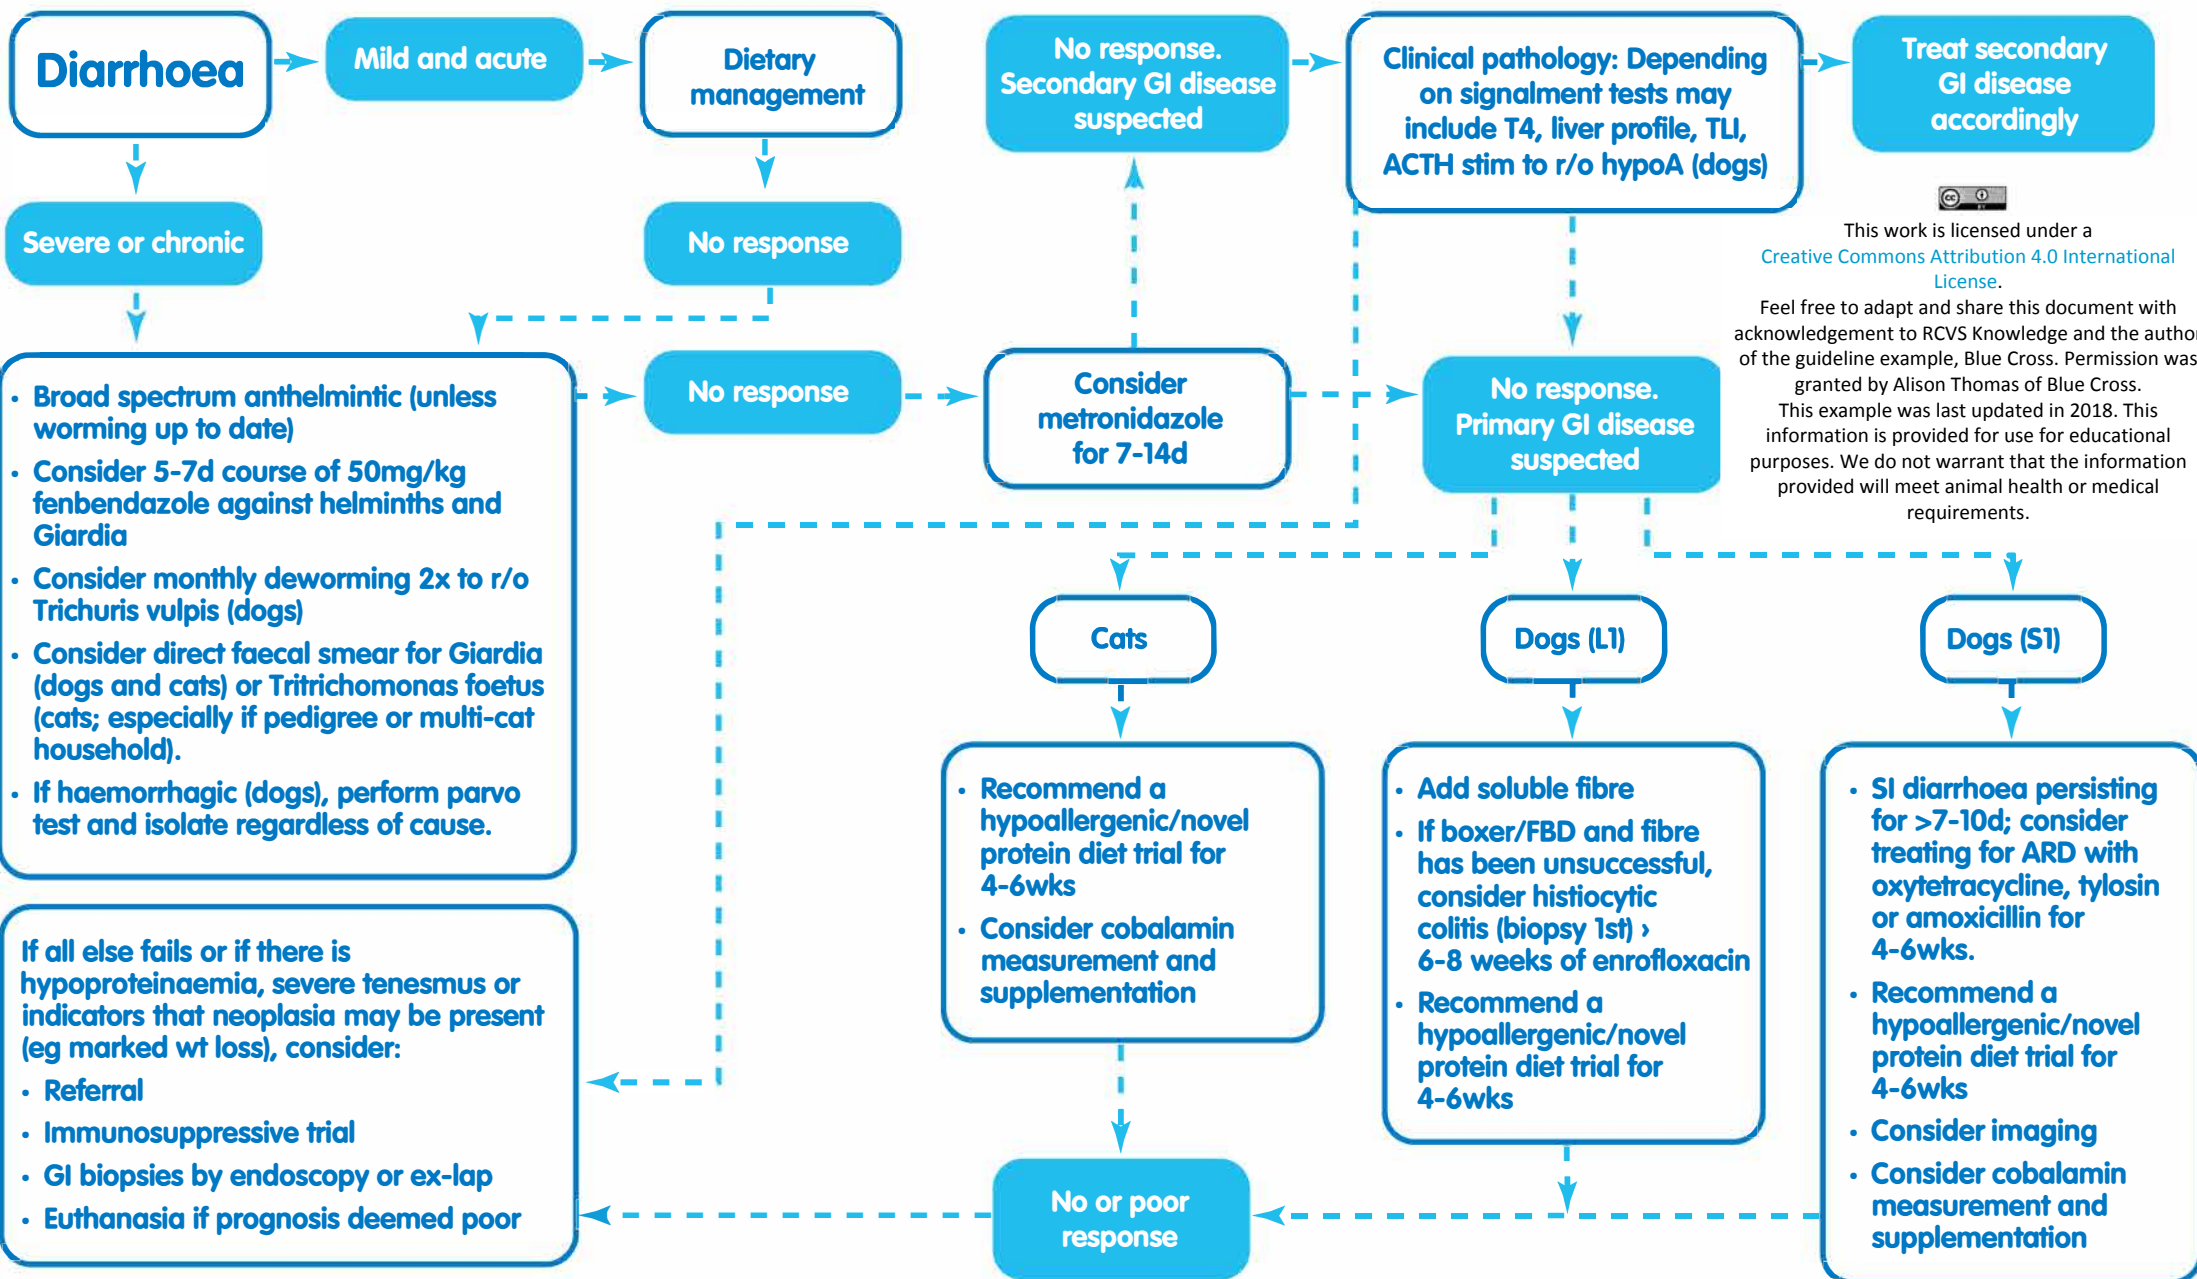 Diarrhoea
Mild and acute
Dietary
management
No response.
Secondary GI disease
suspected
Clinical pathology: Depending
on signalment tests may
include T4, liver profile, TLI,
ACTH stim to r/o hypoA (dogs)
Treat secondary
GI disease
accordingly
Severe or chronic
No response
This work is licensed under a
Creative Commons Attribution 4.0 International
License.
Feel free to adapt and share this document with
acknowledgement to RCVS Knowledge and the author
of the guideline example, Blue Cross. Permission was
granted by Alison Thomas of Blue Cross.
This example was last updated in 2018. This
information is provided for use for educational
purposes. We do not warrant that the information
provided will meet animal health or medical
requirements.
• Broad spectrum anthelmintic (unless
worming up to date)
• Consider 5-7d course of 50mg/kg
fenbendazole against helminths and
Giardia
• Consider monthly deworming 2x to r/o
Trichuris vulpis (dogs)
• Consider direct faecal smear for Giardia
(dogs and cats) or Tritrichomonas foetus
(cats; especially if pedigree or multi-cat
household).
• If haemorrhagic (dogs), perform parvo
test and isolate regardless of cause.
No response
Consider
metronidazole
for 7-14d
No response.
Primary GI disease
suspected
Cats
Dogs (L1)
Dogs (S1)
• Recommend a
hypoallergenic/novel
protein diet trial for
4-6wks
• Consider cobalamin
measurement and
supplementation
• Add soluble fibre
• If boxer/FBD and fibre
has been unsuccessful,
consider histiocytic
colitis (biopsy 1st) ›
6-8 weeks of enrofloxacin
• Recommend a
hypoallergenic/novel
protein diet trial for
4-6wks
• SI diarrhoea persisting
for >7-10d; consider
treating for ARD with
oxytetracycline, tylosin
or amoxicillin for
4-6wks.
• Recommend a
hypoallergenic/novel
protein diet trial for
4-6wks
• Consider imaging
• Consider cobalamin
measurement and
supplementation
If all else fails or if there is
hypoproteinaemia, severe tenesmus or
indicators that neoplasia may be present
(eg marked wt loss), consider:
• Referral
• Immunosuppressive trial
• GI biopsies by endoscopy or ex-lap
• Euthanasia if prognosis deemed poor
No or poor
response